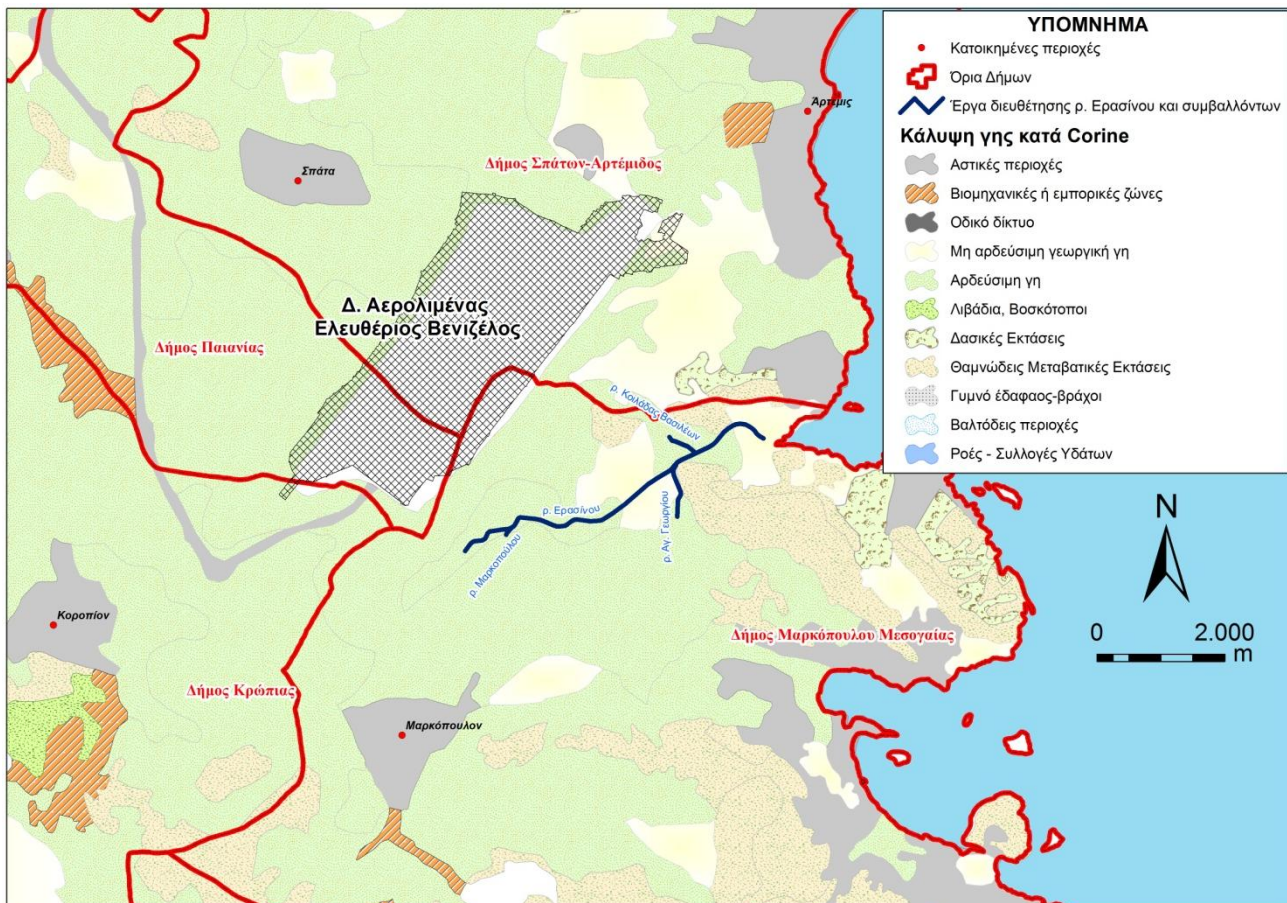 ΥΠΟΜΝΗΜΑ
Κατοικημένες περιοχές
Όρια Δήμων
Έργα διευθέτησης ρ. Ερασίνου και συμβαλλόντων
Κάλυψη γης κατά Corine
Αστικές περιοχές
Βιομηχανικές ή εμπορικές ζώνες
Οδικό δίκτυο
Μη αρδεύσιμη γεωργική γη
Αρδεύσιμη γη
Λιβάδια, Βοσκότοποι
Δασικές Εκτάσεις
Θαμνώδεις Μεταβατικές Εκτάσεις
Γυμνό έδαφαος-βράχοι
Βαλτόδεις περιοχές
Ροές - Συλλογές Υδάτων
Άρτεμις
Σπάτα
Δήμος Σπάτων-Αρτέμιδος
Δ. Αερολιμένας
Ελευθέριος Βενιζέλος
Δήμος Παιανίας
ρ. Κοιλάδας Βασιλέων
ρ. Ερασίνου
ρ. Αγ. Γεωργίου
ρ. Μαρκοπούλου
N
Κοροπίον
Δήμος Μαρκόπουλου Μεσογαίας
0 2.000
m
Δήμος Κρώπιας
Μαρκόπουλον